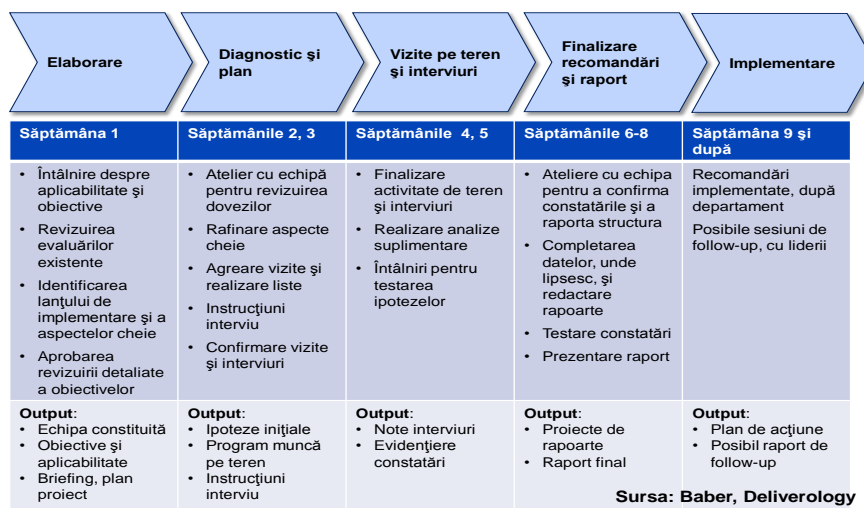 Elaborare
Diagnostic şi
plan
Vizite pe teren
şi interviuri
Finalizare
recomandări
şi raport
Implementare
Săptămâna 1
Săptămânile 2, 3
Săptămânile  4, 5
Săptămânile 6-8
Săptămâna 9 şi
după
• Întâlnire despre
aplicabilitate şi
obiective
• Revizuirea
evaluărilor
existente
• Identificarea
lanţului de
implementare şi a
aspectelor cheie
• Aprobarea
revizuirii detaliate
a obiectivelor
• Atelier cu echipă
pentru revizuirea
dovezilor
• Rafinare aspecte
cheie
• Agreare vizite şi
realizare liste
• Instrucţiuni
interviu
• Confirmare vizite
şi interviuri
• Finalizare
activitate de teren
şi interviuri
• Realizare analize
suplimentare
• Întâlniri pentru
testarea
ipotezelor
• Ateliere cu echipa
pentru a confirma
constatările şi a
raporta structura
• Completarea
datelor, unde
lipsesc, şi
redactare
rapoarte
• Testare constatări
• Prezentare raport
Recomandări
implementate, după
departament
Posibile sesiuni de
follow-up, cu liderii
Output:
• Echipa constituită
• Obiective şi
aplicabilitate
• Briefing, plan
proiect
Output:
• Ipoteze iniţiale
• Program muncă
pe teren
• Instrucţiuni
interviu
Output:
• Note interviuri
• Evidenţiere
constatări
Output:
• Proiecte de
rapoarte
• Raport final
Output:
• Plan de acţiune
• Posibil raport de
follow-up
Sursa: Baber, Deliverology